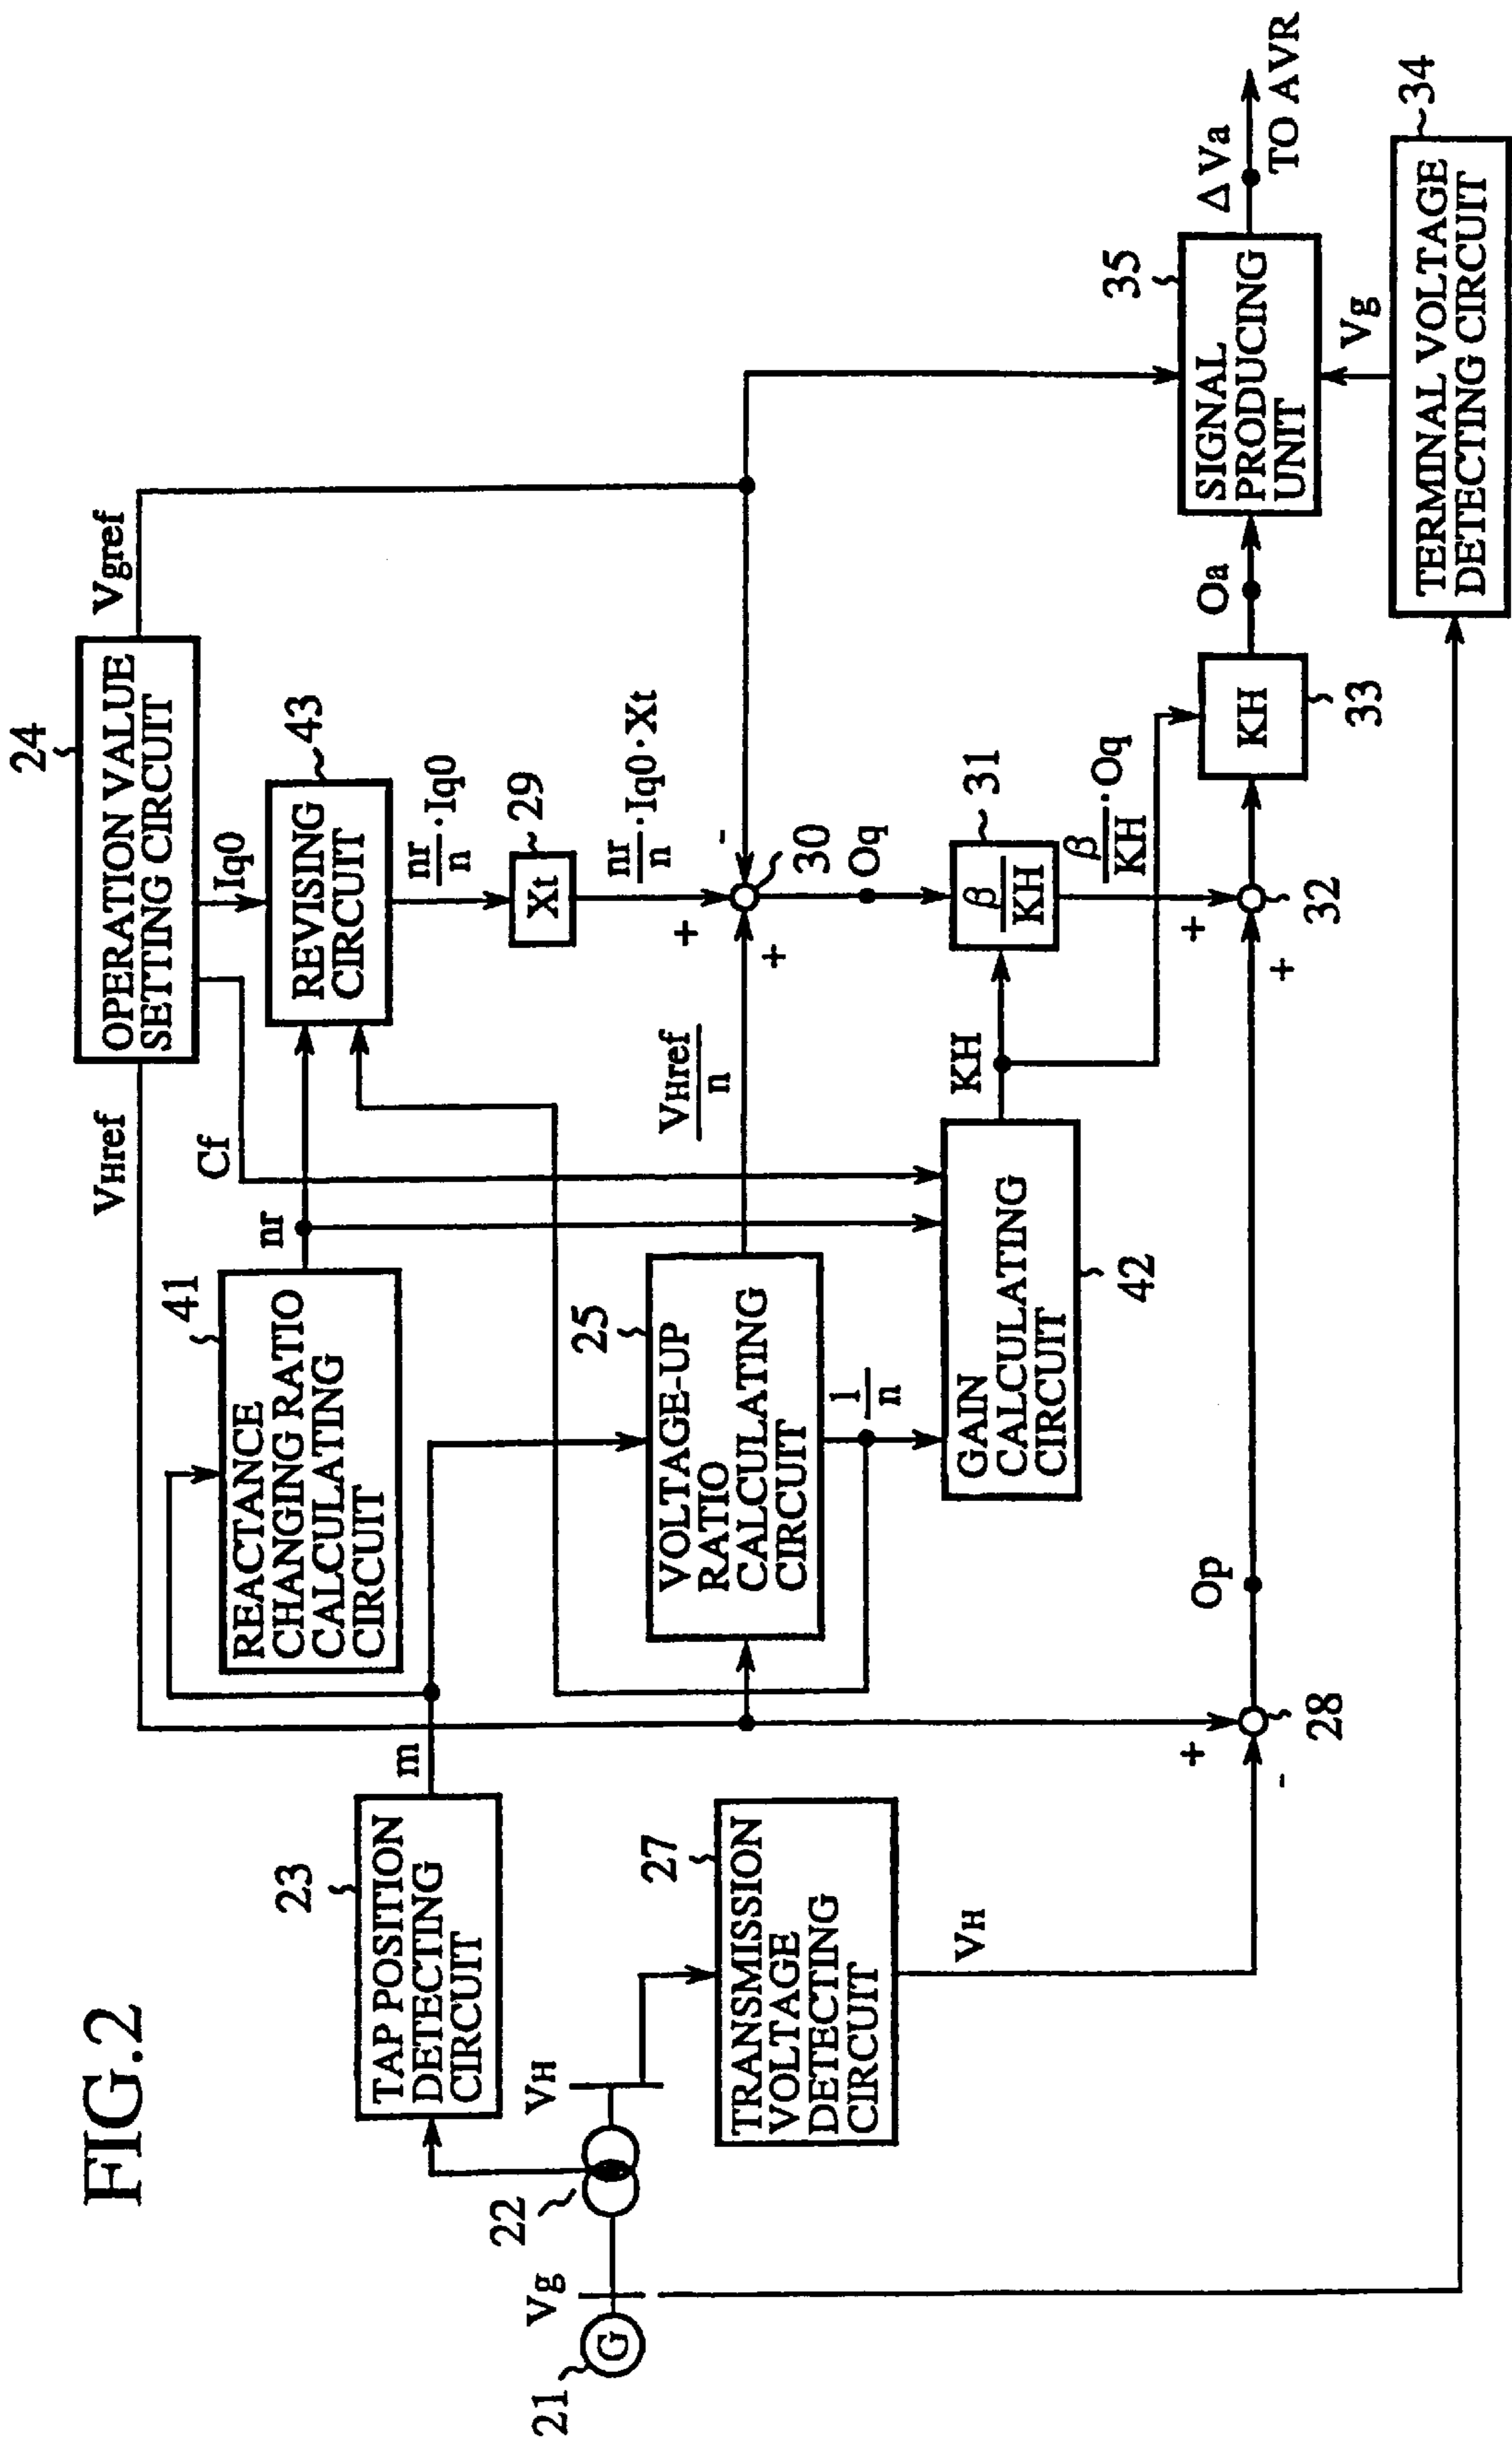 FIG.2
24
OPERATION VALUE
SETTING CIRCUIT
VHref
Vgref
Cf
Iq0
41
REACTANCE
CHANGING RATIO
CALCULATING
CIRCUIT
nr
43
REVISING
CIRCUIT
nr
n
·Iq0
29
Xt
nr
n
·Iq0·Xt
23
TAP POSITION
DETECTING
CIRCUIT
m
25
VOLTAGE-UP
RATIO
CALCULATING
CIRCUIT
VHref
n
1
n
+
+
-
30
Oq
21
G
Vg
22
VH
27
TRANSMISSION
VOLTAGE
DETECTING
CIRCUIT
VH
GAIN
CALCULATING
CIRCUIT
42
KH
31
β
KH
β
KH
·Oq
+
-
28
Op
+
+
32
KH
33
Oa
35
SIGNAL
PRODUCING
UNIT
ΔVa
TO AVR
Vg
34
TERMINAL VOLTAGE
DETECTING CIRCUIT